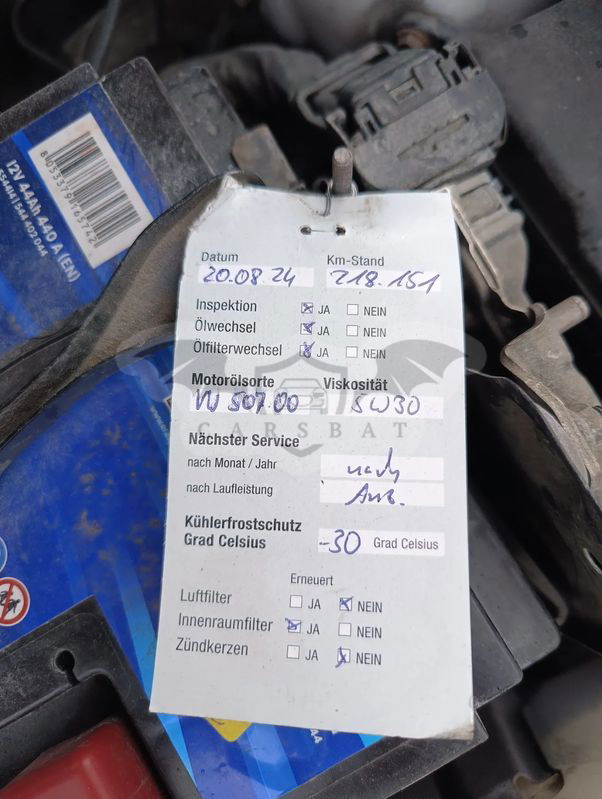 12V 44Ah 440 A (EN)
Datum
Km-Stand
20.08.24
218.151
Inspektion JA NEIN
Ölwechsel JA NEIN
Ölfilterwechsel JA NEIN
Motorölsorte
Viskosität
VW 507.00
5W30
CARSBAT
Nächster Service
nach Monat / Jahr
nach
nach Laufleistung
Anz.
Kühlerfrostschutz
Grad Celsius
-30 Grad Celsius
Erneuert
Luftfilter JA NEIN
Innenraumfilter JA NEIN
Zündkerzen JA NEIN